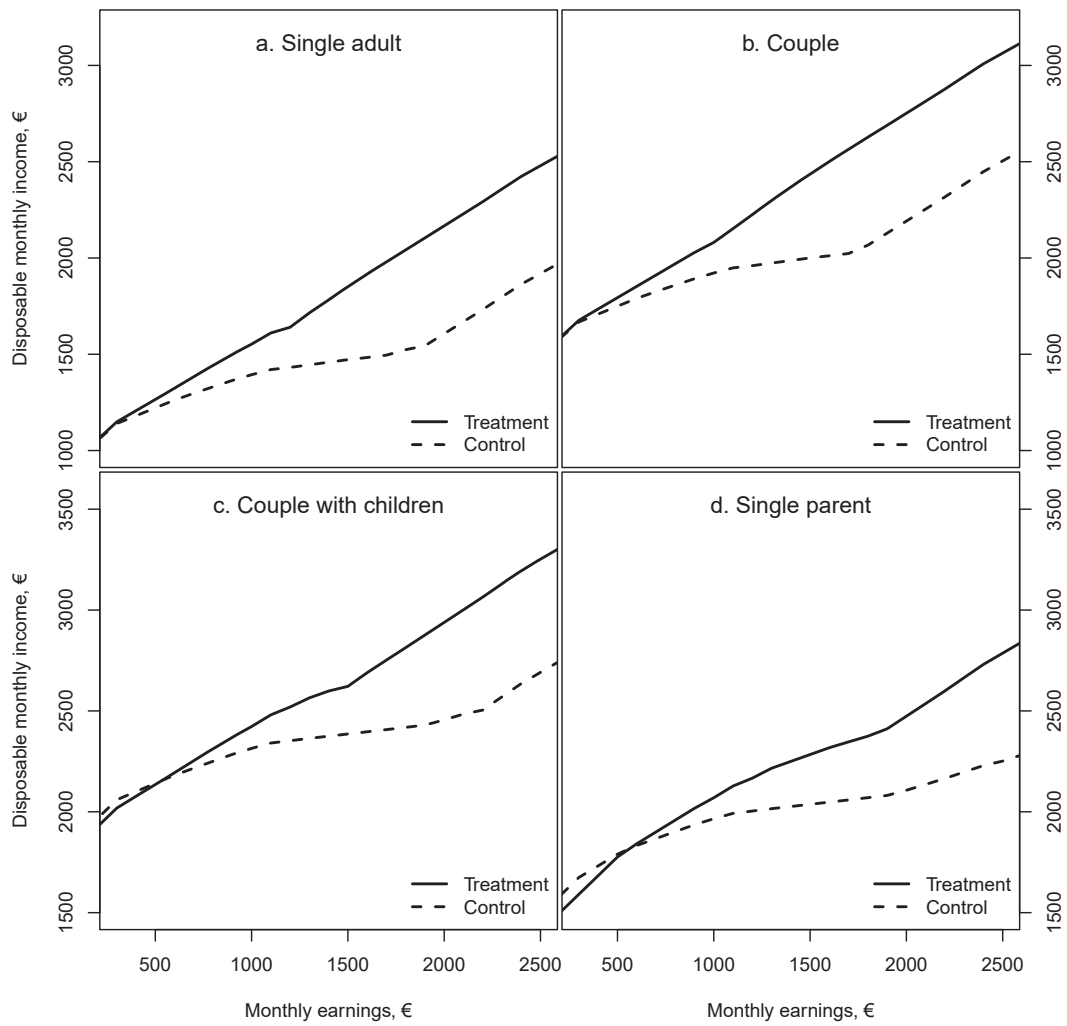 a. Single adult
b. Couple
Disposable monthly income, €
3000
2500
2000
1500
1000
3000
2500
2000
1500
1000
Treatment
Control
Treatment
Control
c. Couple with children
d. Single parent
Disposable monthly income, €
3500
3000
2500
2000
1500
3500
3000
2500
2000
1500
Treatment
Control
Treatment
Control
500 1000 1500 2000 2500
500 1000 1500 2000 2500
Monthly earnings, €
Monthly earnings, €